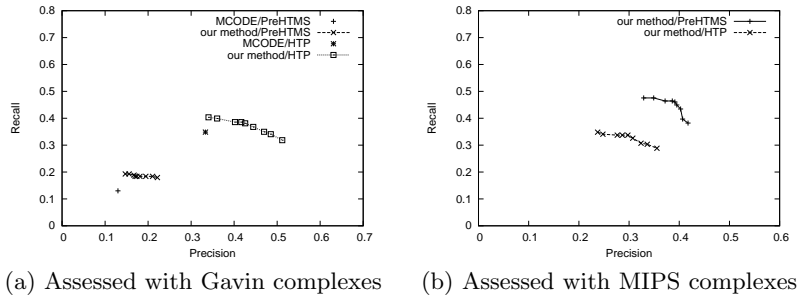 MCODE/PreHTMS
our method/PreHTMS
MCODE/HTP
our method/HTP
0.8
0.7
0.6
0.5
0.4
0.3
0.2
0.1
0
Recall
0 0.1 0.2 0.3 0.4 0.5 0.6 0.7
Precision
(a) Assessed with Gavin complexes
our method/PreHTMS
our method/HTP
0.8
0.7
0.6
0.5
0.4
0.3
0.2
0.1
0
Recall
0 0.1 0.2 0.3 0.4 0.5 0.6
Precision
(b) Assessed with MIPS complexes